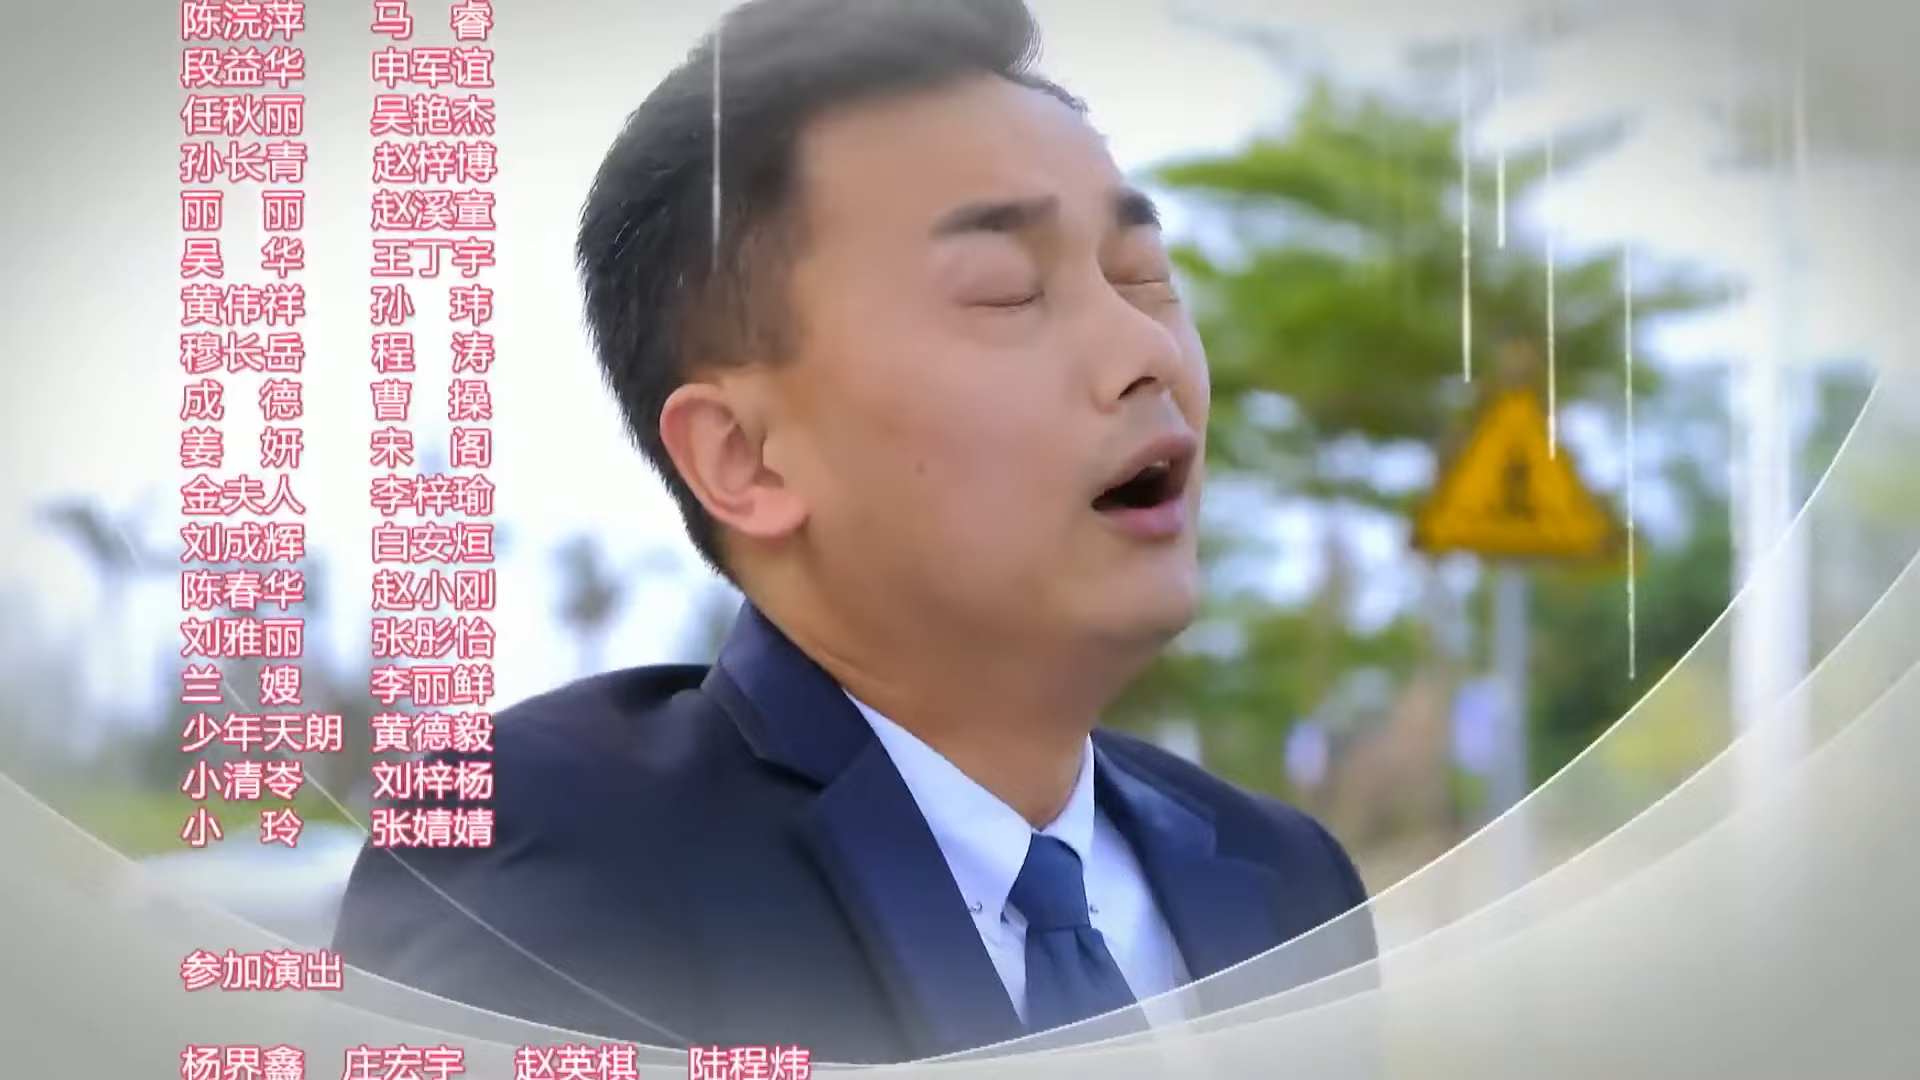 陈浣萍 马 睿
段益华 申军谊
任秋丽 吴艳杰
孙长青 赵梓博
丽 丽 赵溪童
吴 华 王丁宇
黄伟祥 孙 玮
穆长岳 程 涛
成 德 曹 操
姜 妍 宋 阁
金夫人 李梓瑜
刘成辉 白安烜
陈春华 赵小刚
刘雅丽 张彤怡
兰 嫂 李丽鲜
少年天朗 黄德毅
小清岺 刘梓杨
小 玲 张婧婧
参加演出
杨界鑫 庄宏宇 赵英棋 陆程炜